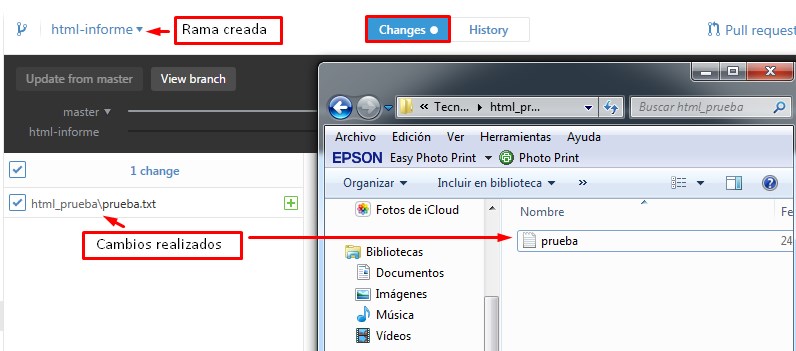 html-informe
Rama creada
Changes
History
Pull request
Update from master
View branch
master
html-informe
1 change
html_prueba\prueba.txt
Cambios realizados
« Tecn... html_pr...
Buscar html_prueba
Archivo Edición Ver Herramientas Ayuda
EPSON Easy Photo Print Photo Print
Organizar Incluir en biblioteca »
Fotos de iCloud
Bibliotecas
Documentos
Imágenes
Música
Vídeos
Nombre Fe
prueba 24